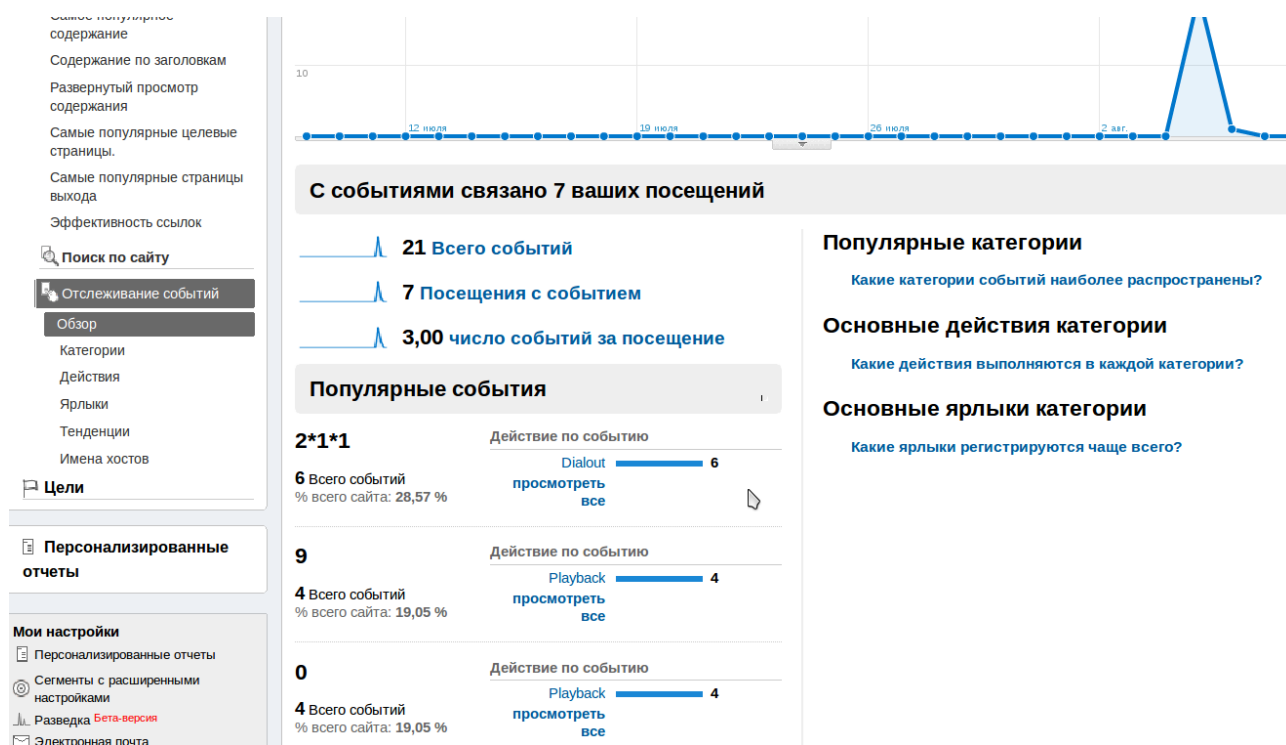 Самое популярное
содержание
Содержание по заголовкам
Развернутый просмотр
содержания
Самые популярные целевые
страницы.
Самые популярные страницы
выхода
Эффективность ссылок
Поиск по сайту
Отслеживание событий
Обзор
Категории
Действия
Ярлыки
Тенденции
Имена хостов
Цели
Персонализированные
отчеты
Мои настройки
Персонализированные отчеты
Сегменты с расширенными
настройками
Разведка Бета-версия
Электронная почта
10
12 июля
19 июля
26 июля
2 авг.
С событиями связано 7 ваших посещений
21 Всего событий
7 Посещения с событием
3,00 число событий за посещение
Популярные события
2*1*1
6 Всего событий
% всего сайта: 28,57 %
Действие по событию
Dialout 6
просмотреть
все
9
4 Всего событий
% всего сайта: 19,05 %
Действие по событию
Playback 4
просмотреть
все
0
4 Всего событий
% всего сайта: 19,05 %
Действие по событию
Playback 4
просмотреть
все
Популярные категории
Какие категории событий наиболее распространены?
Основные действия категории
Какие действия выполняются в каждой категории?
Основные ярлыки категории
Какие ярлыки регистрируются чаще всего?